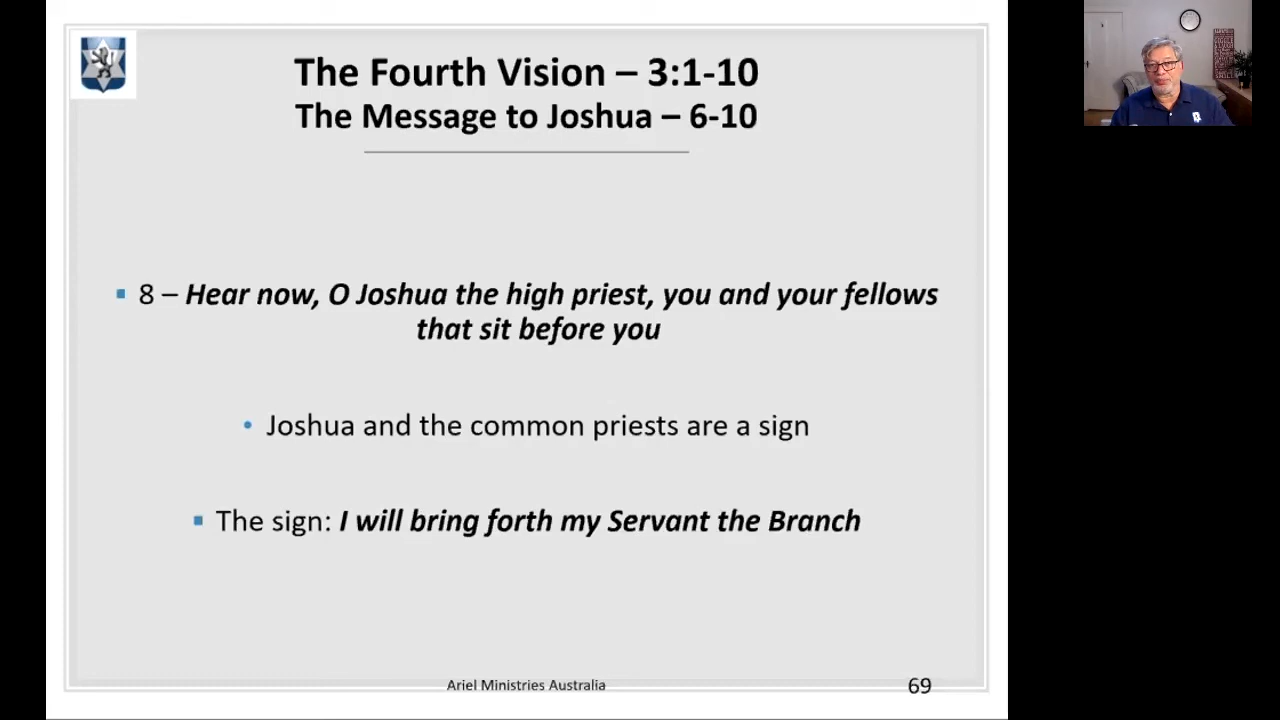 The Fourth Vision – 3:1-10
The Message to Joshua – 6-10
8 – Hear now, O Joshua the high priest, you and your fellows
that sit before you
Joshua and the common priests are a sign
The sign: I will bring forth my Servant the Branch
Ariel Ministries Australia
69